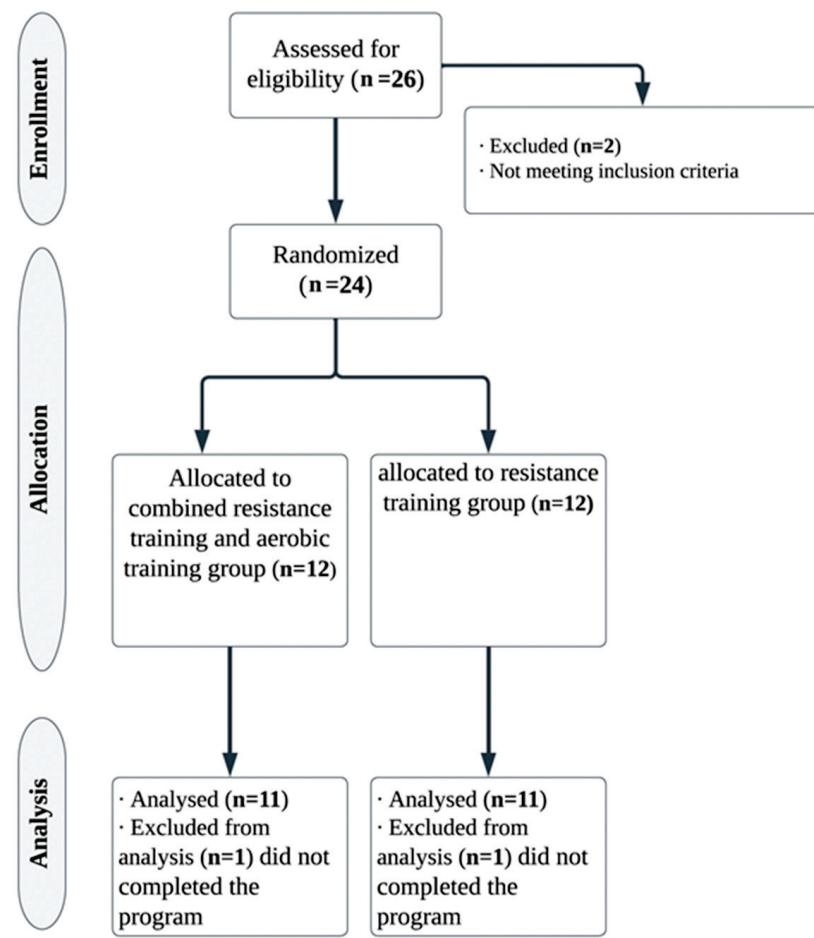 Enrollment
Assessed for
eligibility (n =26)
· Excluded (n=2)
· Not meeting inclusion criteria
Randomized
(n =24)
Allocation
Allocated to
combined resistance
training and aerobic
training group (n=12)
allocated to resistance
training group (n=12)
Analysis
· Analysed (n=11)
· Excluded from
analysis (n=1) did not
completed the
program
· Analysed (n=11)
· Excluded from
analysis (n=1) did not
completed the
program